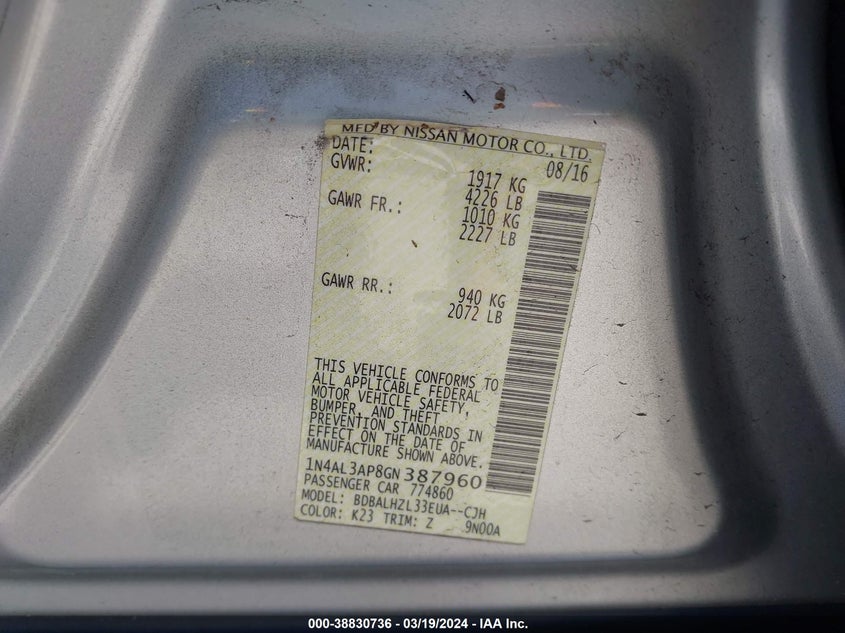 MFD BY NISSAN MOTOR CO., LTD.
DATE: 08/16
GVWR: 1917 KG
4226 LB
GAWR FR.: 1010 KG
2227 LB
GAWR RR.: 940 KG
2072 LB
THIS VEHICLE CONFORMS TO
ALL APPLICABLE FEDERAL
MOTOR VEHICLE SAFETY,
BUMPER, AND THEFT
PREVENTION STANDARDS IN
EFFECT ON THE DATE OF
MANUFACTURE SHOWN ABOVE.
1N4AL3AP8GN387960
PASSENGER CAR 774860
MODEL: BDBALHZL33EUA--CJH
COLOR: K23 TRIM: Z 9N00A
000-38830736 - 03/19/2024 - IAA Inc.